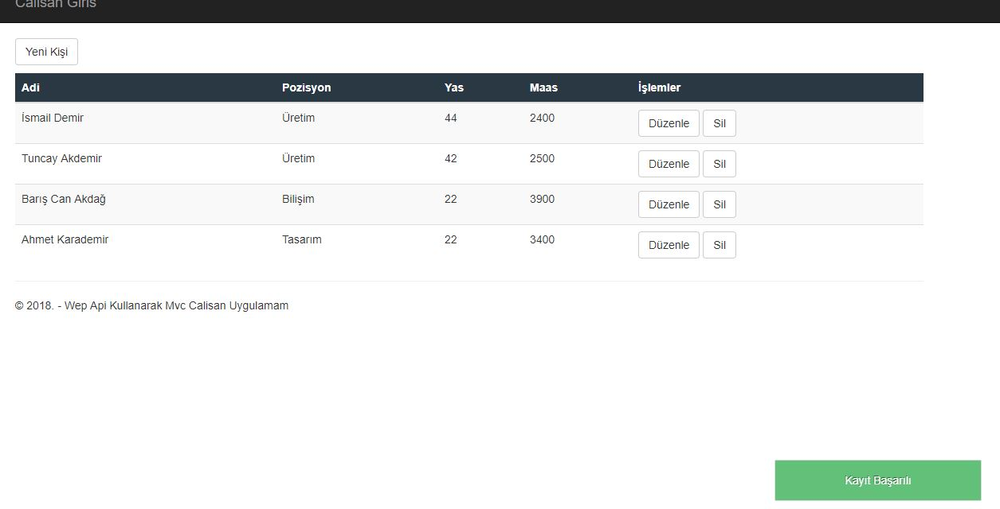 Calisan Giris
Yeni Kişi
Adi Pozisyon Yas Maas İşlemler
İsmail Demir Üretim 44 2400 Düzenle Sil
Tuncay Akdemir Üretim 42 2500 Düzenle Sil
Barış Can Akdağ Bilişim 22 3900 Düzenle Sil
Ahmet Karademir Tasarım 22 3400 Düzenle Sil
© 2018. - Wep Api Kullanarak Mvc Calisan Uygulamam
Kayıt Başarılı